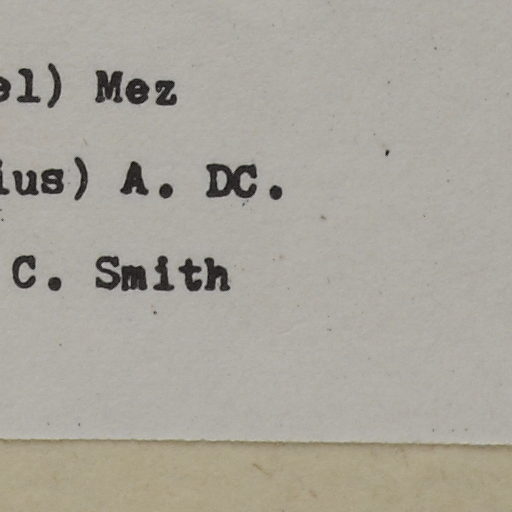 el) Mez
ius) A. DC.
C. Smith